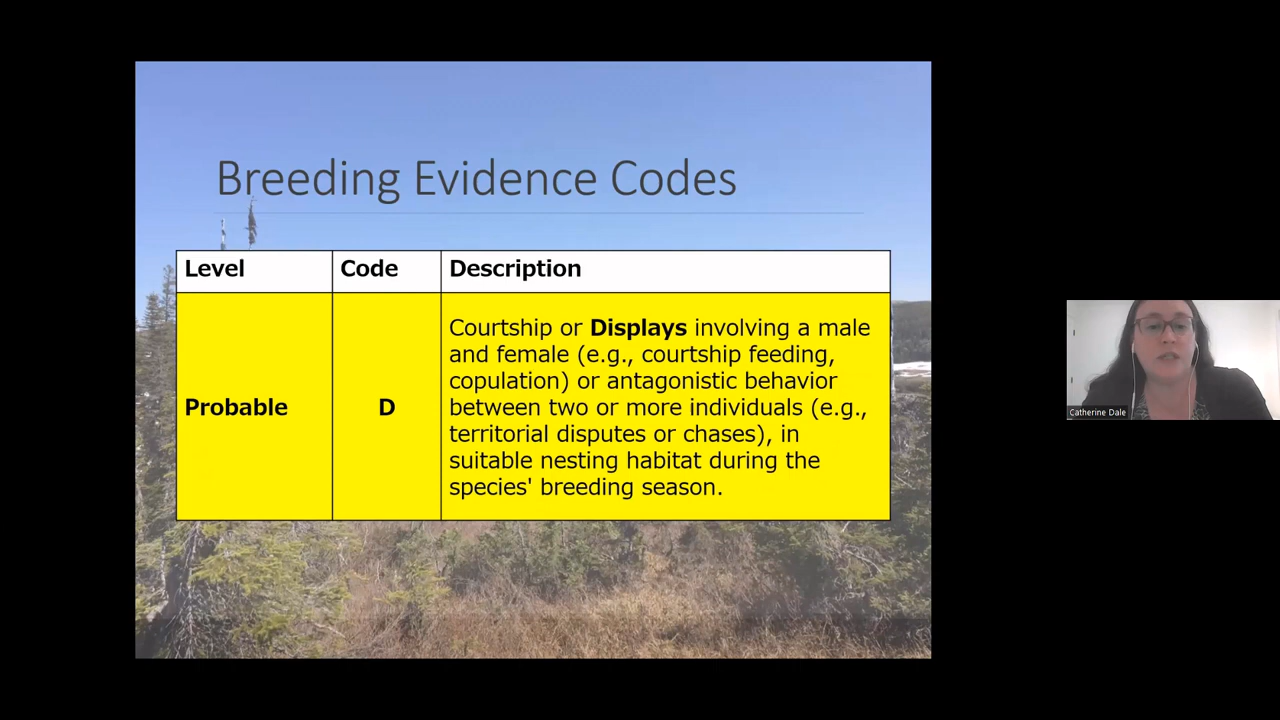 Breeding Evidence Codes
Level Code Description
Courtship or Displays involving a male
and female (e.g., courtship feeding,
copulation) or antagonistic behavior
Probable D between two or more individuals (e.g.,
territorial disputes or chases), in
suitable nesting habitat during the
species' breeding season.
Catherine Dale